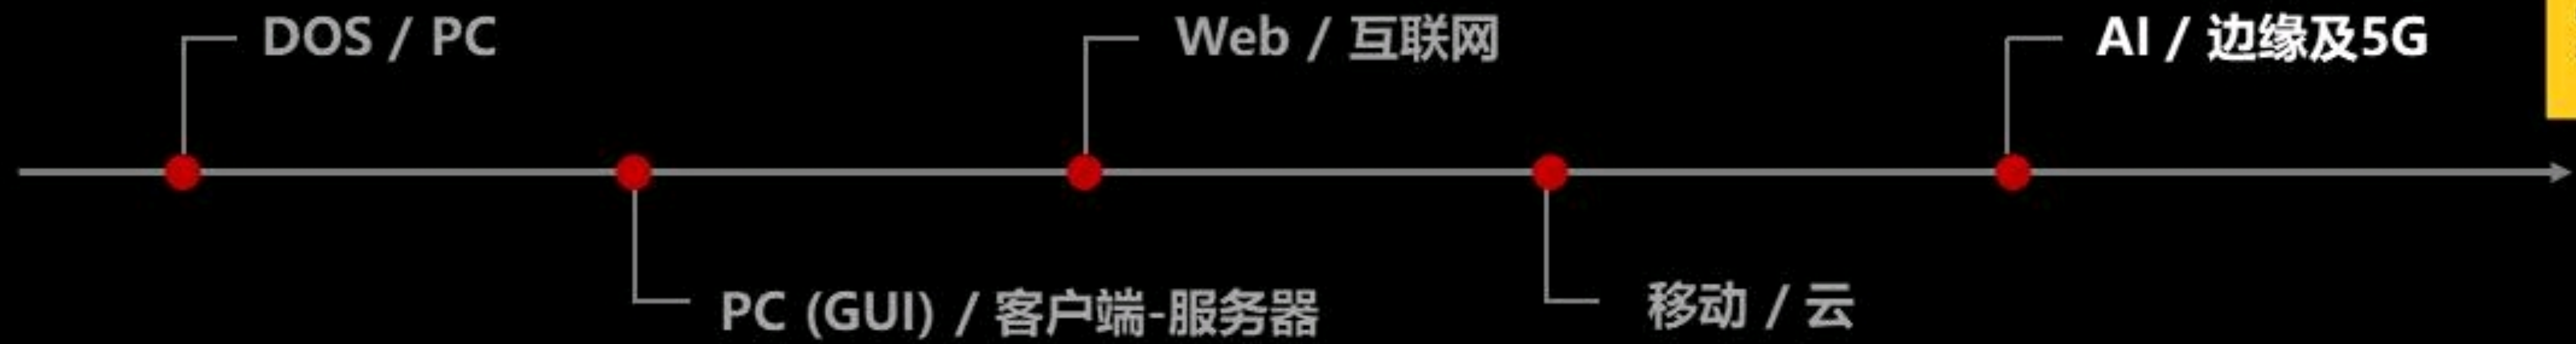 DOS / PC
Web / 互联网
AI / 边缘及5G
PC (GUI) / 客户端-服务器
移动 / 云